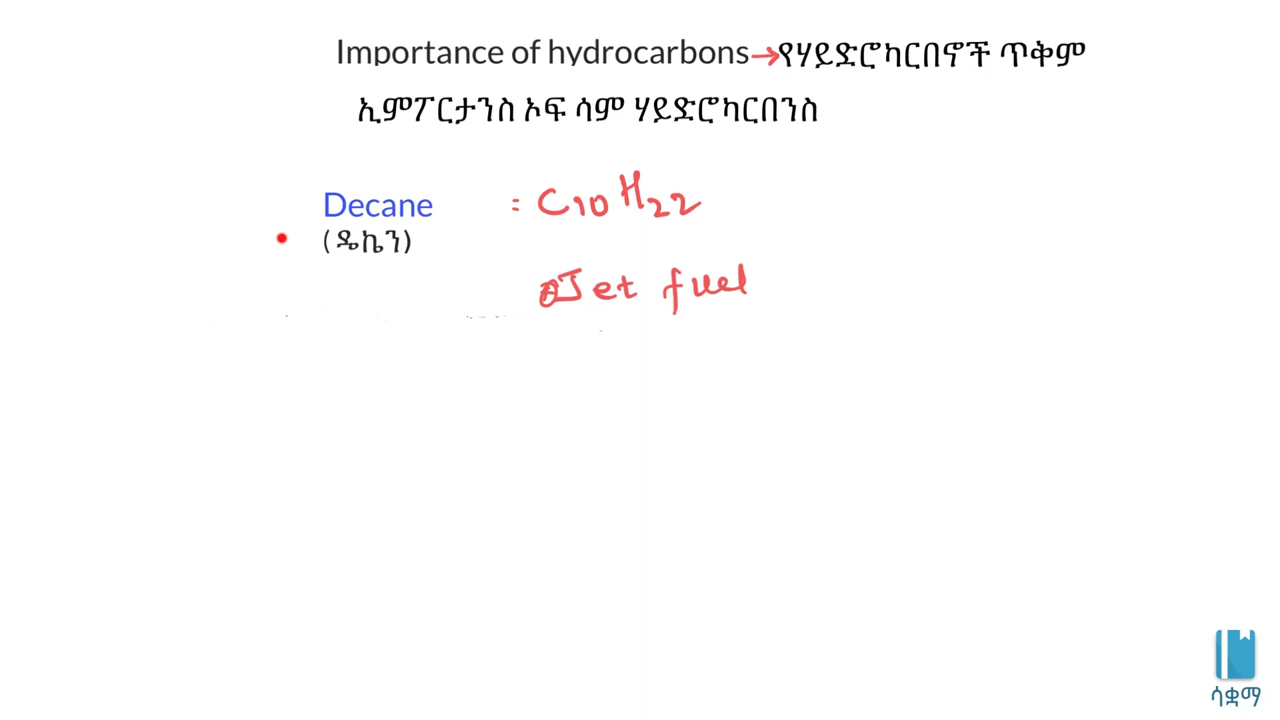 Importance of hydrocarbons→የሃይድሮካርበኖች ጥቅም
ኢምፖርታንስ ኦፍ ሳም ሃይድሮካርበንስ
Decane = C10H22
(ዴኬን)
Jet fuel
ሳቋማ